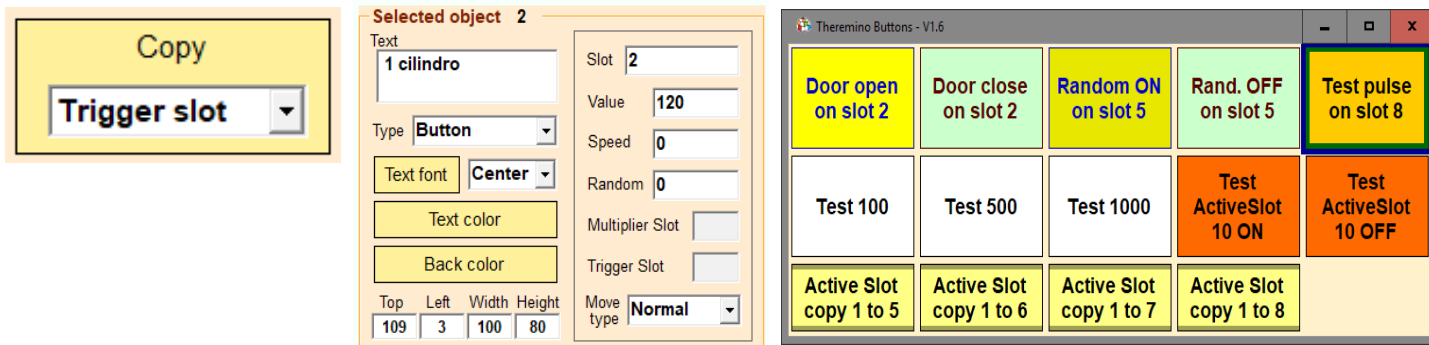 Copy
Trigger slot
Selected object 2
Text
1 cilindro
Type Button
Text font Center
Text color
Back color
Top Left Width Height
109 3 100 80
Slot 2
Value 120
Speed 0
Random 0
Multiplier Slot
Trigger Slot
Move
type Normal
Theremino Buttons - V1.6
Door open
on slot 2
Door close
on slot 2
Random ON
on slot 5
Rand. OFF
on slot 5
Test pulse
on slot 8
Test 100
Test 500
Test 1000
Test
ActiveSlot
10 ON
Test
ActiveSlot
10 OFF
Active Slot
copy 1 to 5
Active Slot
copy 1 to 6
Active Slot
copy 1 to 7
Active Slot
copy 1 to 8